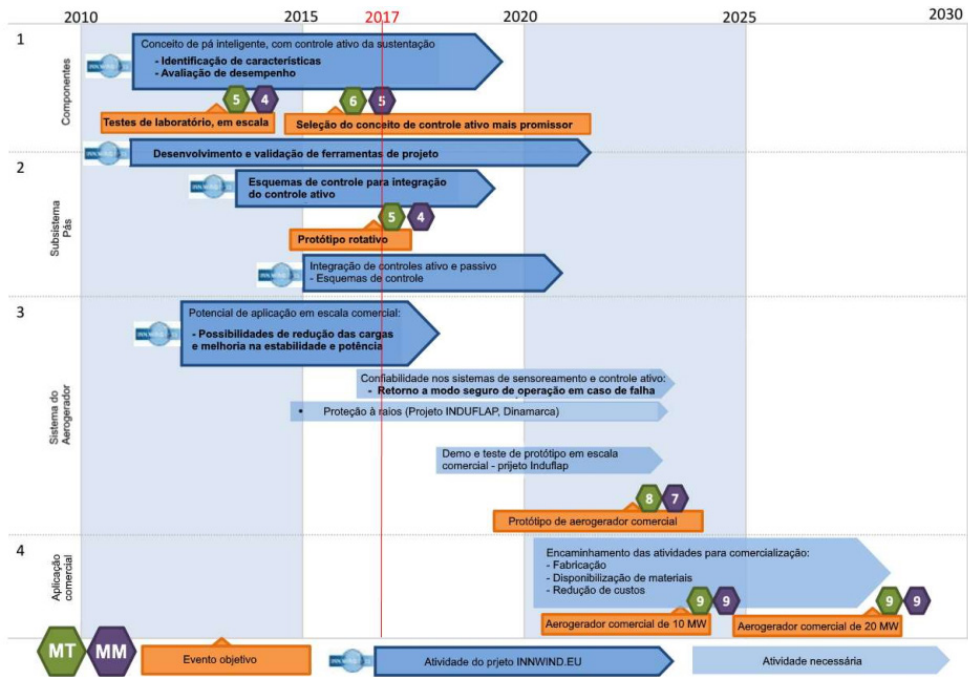 2010 2015 2017 2020 2025 2030
1
Componentes
Conceito de pá inteligente, com controle ativo da sustentação
- Identificação de características
- Avaliação de desempenho
5 4
Testes de laboratório, em escala
6 5
Seleção do conceito de controle ativo mais promissor
Desenvolvimento e validação de ferramentas de projeto
2
Subsistema
Pás
Esquemas de controle para integração
do controle ativo
5 4
Protótipo rotativo
Integração de controles ativo e passivo
- Esquemas de controle
3
Sistema do
Aerogerador
Potencial de aplicação em escala comercial:
- Possibilidades de redução das cargas
e melhoria na estabilidade e potência
Confiabilidade nos sistemas de sensoreamento e controle ativo:
- Retorno a modo seguro de operação em caso de falha
• Proteção à raios (Projeto INDUFLAP, Dinamarca)
Demo e teste de protótipo em escala
comercial - prijeto Induflap
8 7
Protótipo de aerogerador comercial
4
Aplicação
comercial
Encaminhamento das atividades para comercialização:
- Fabricação
- Disponibilização de materiais
- Redução de custos
9 9
Aerogerador comercial de 10 MW
9 9
Aerogerador comercial de 20 MW
MT MM
Evento objetivo
Atividade do prjeto INNWIND.EU
Atividade necessária